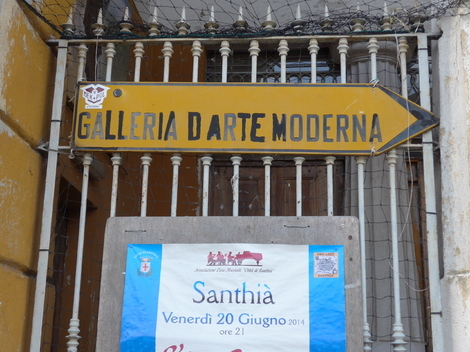 GALLERIA D'ARTE MODERNA
Santhià
Venerdì 20 Giugno 2014
ore 21